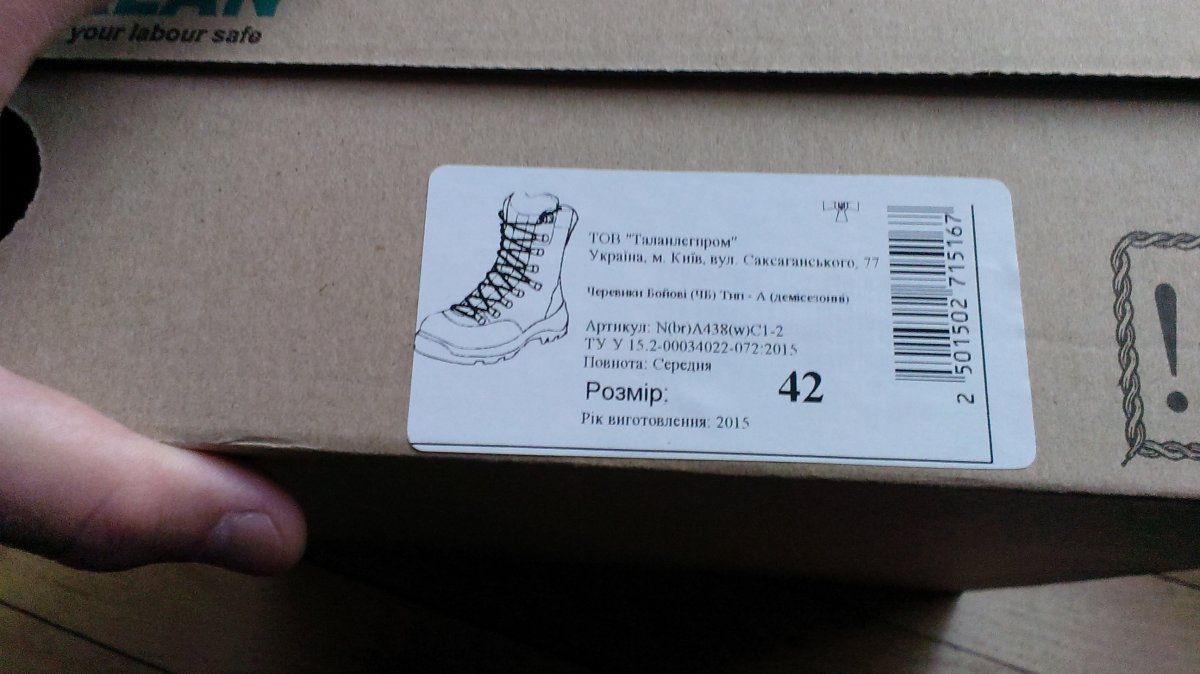 your labour safe
ТОВ "Таланлегпром"
Україна, м. Київ, вул. Саксаганського, 77
Черевики Бойові (ЧБ) Тип - А (демісезонні)
Артикул: N(br)A438(w)C1-2
ТУ У 15.2-00034022-072:2015
Повнота: Середня
Розмір: 42
Рік виготовлення: 2015
2 501502 715167
!